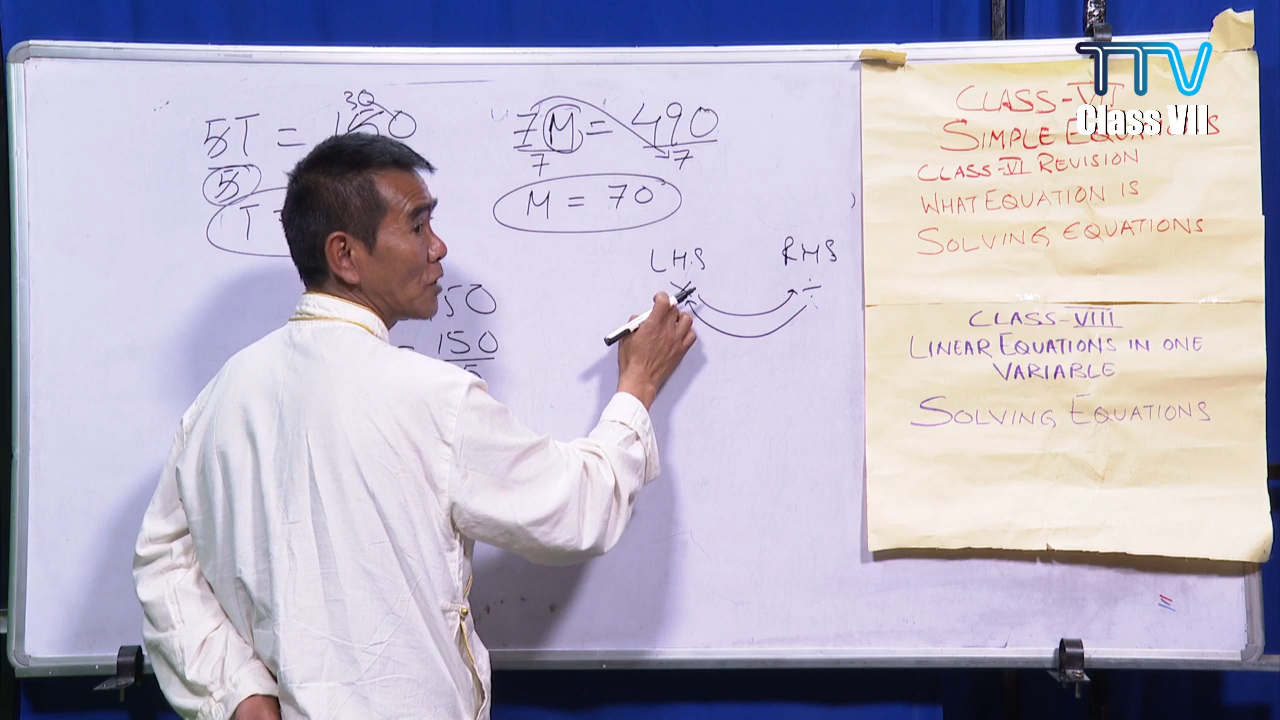 5T = 150
30
5
T
7M = 490
7 7
M = 70
LHS RHS
÷
150
= 150
TTV
Class VII
CLASS-VII
SIMPLE EQUATIONS
CLASS-VI REVISION
WHAT EQUATION IS
SOLVING EQUATIONS
CLASS-VIII
LINEAR EQUATIONS IN ONE
VARIABLE
SOLVING EQUATIONS